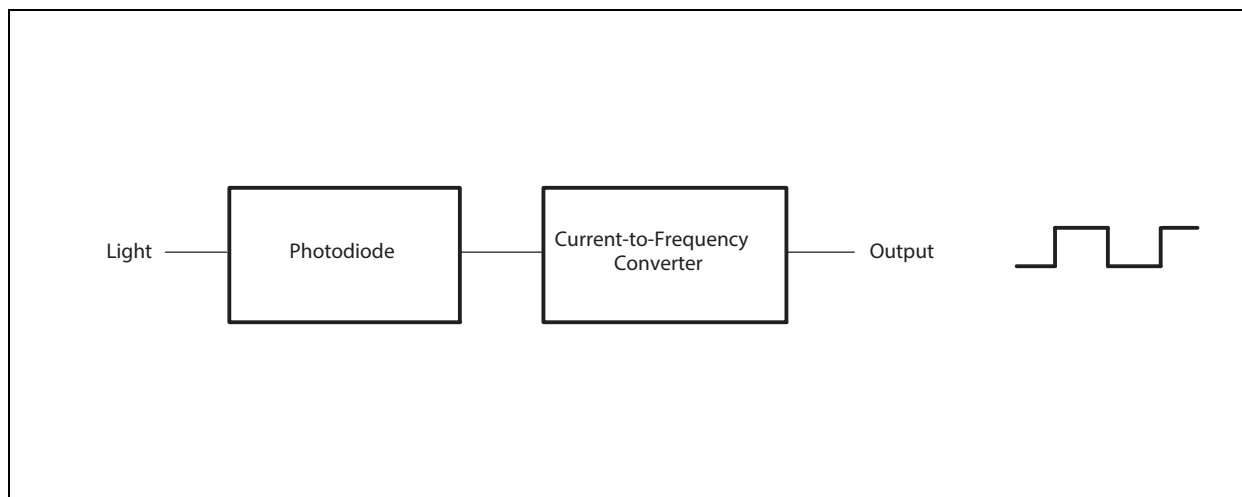 Light
Photodiode
Current-to-Frequency
Converter
Output